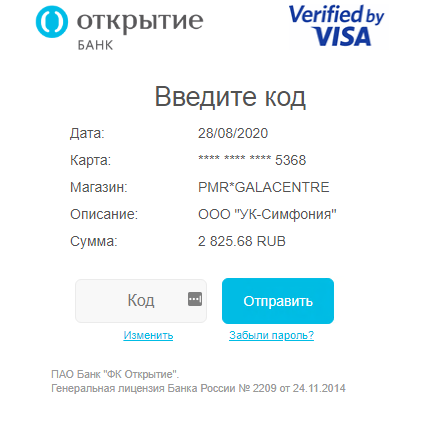 открытие
БАНК
Verified by
VISA
Введите код
Дата: 28/08/2020
Карта: **** **** **** 5368
Магазин: PMR*GALACENTRE
Описание: ООО "УК-Симфония"
Сумма: 2 825.68 RUB
Код Отправить
Изменить Забыли пароль?
ПАО Банк "ФК Открытие".
Генеральная лицензия Банка России № 2209 от 24.11.2014